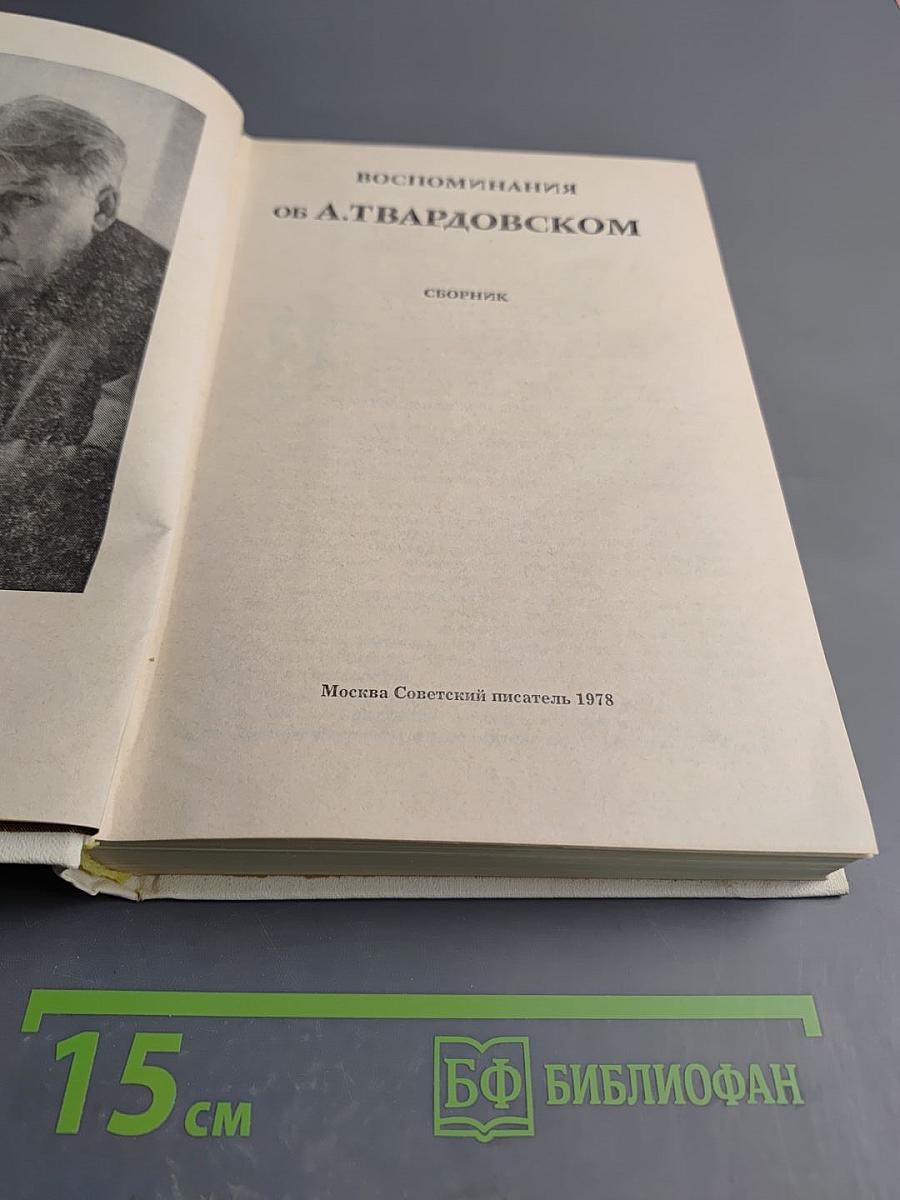 ВОСПОМИНАНИЯ
ОБ А.ТВАРДОВСКОМ
СБОРНИК
Москва Советский писатель 1978
15 см
БФ БИБЛИОФАН